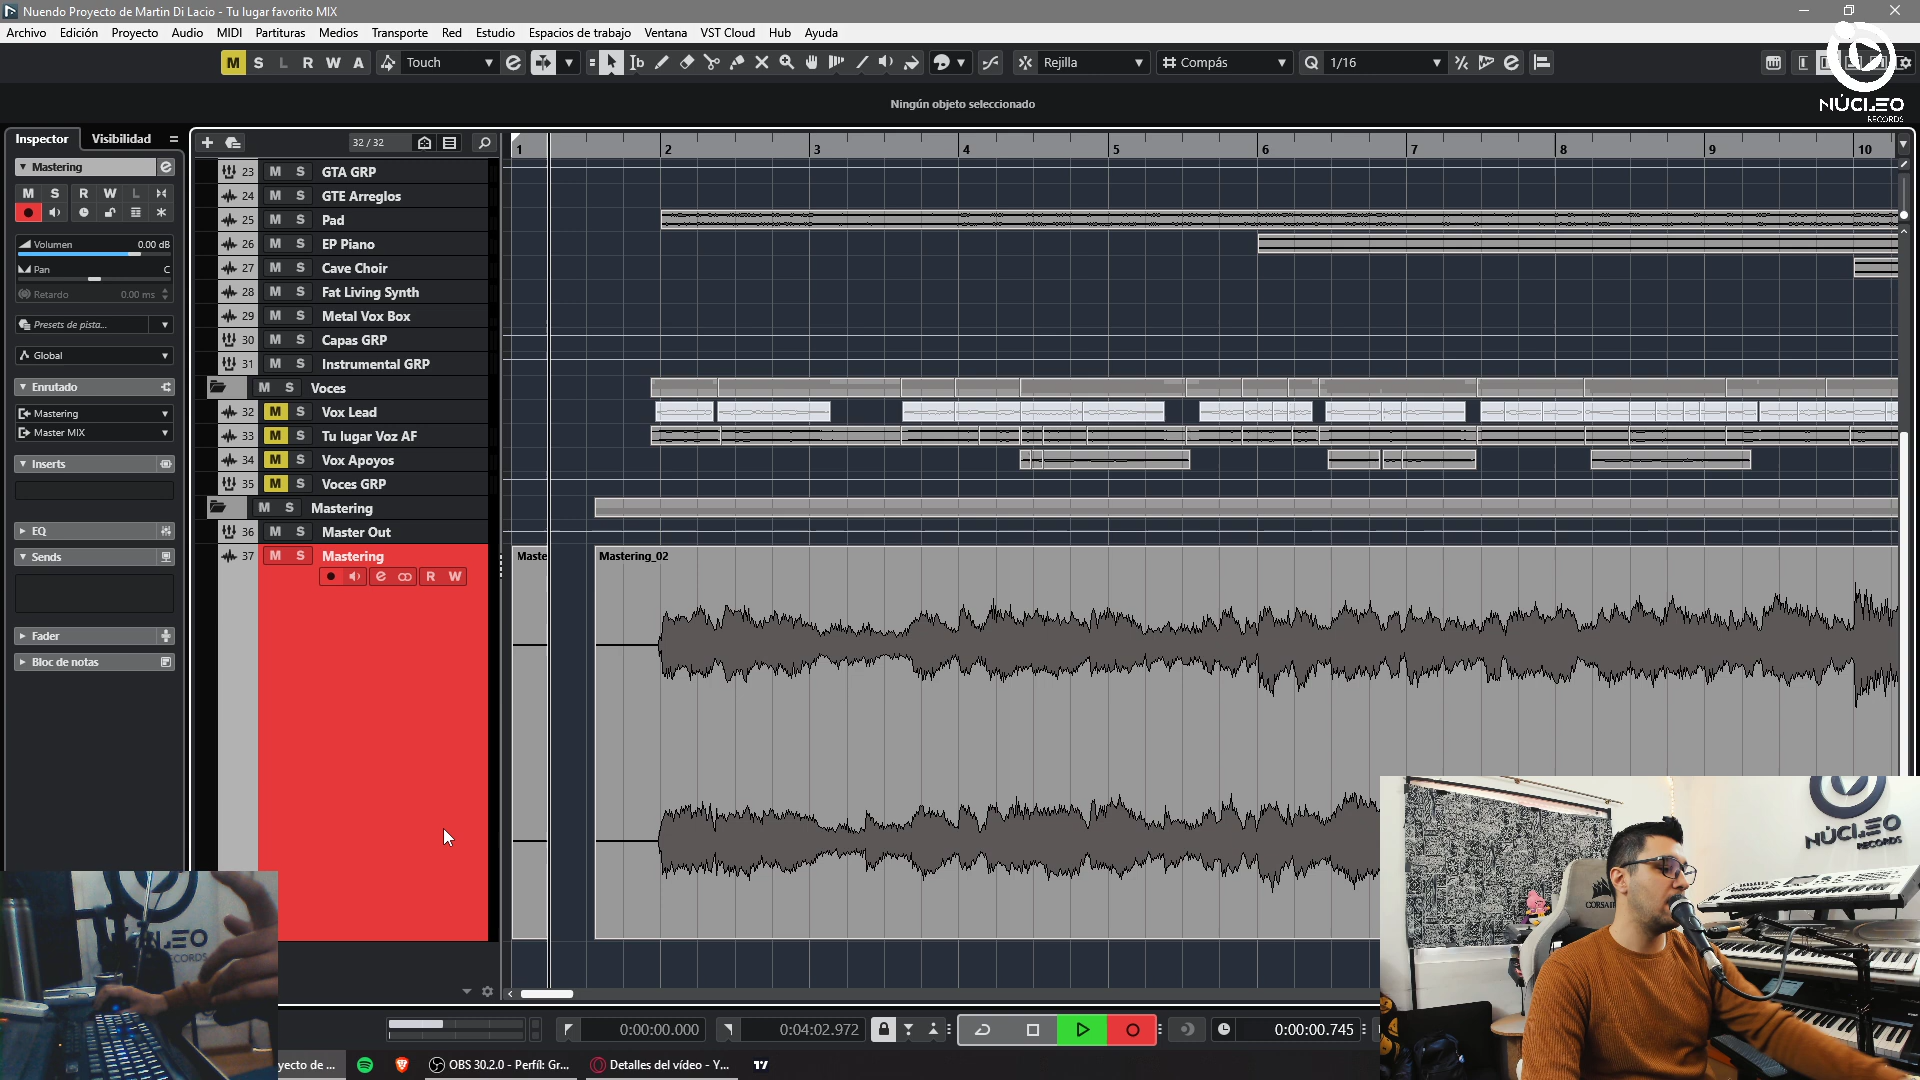 Nuendo Proyecto de Martin Di Lacio - Tu lugar favorito MIX
Archivo Edición Proyecto Audio MIDI Partituras Medios Transporte Red Estudio Espacios de trabajo Ventana VST Cloud Hub Ayuda
M S L R W A Touch Rejilla Compás 1/16
NÚCLEO
RECORDS
Ningún objeto seleccionado
Inspector Visibilidad 32 / 32
1 2 3 4 5 6 7 8 9 10
Mastering
M S R W L
Volumen 0.00 dB
Pan C
Retardo 0.00 ms
Presets de pista...
Global
Enrutado
Mastering
Master MIX
Inserts
EQ
Sends
Fader
Bloc de notas
23 M S GTA GRP
24 M S GTE Arreglos
25 M S Pad
26 M S EP Piano
27 M S Cave Choir
28 M S Fat Living Synth
29 M S Metal Vox Box
30 M S Capas GRP
31 M S Instrumental GRP
M S Voces
32 M S Vox Lead
33 M S Tu lugar Voz AF
34 M S Vox Apoyos
35 M S Voces GRP
M S Mastering
36 M S Master Out
37 M S Mastering
R W
Maste Mastering_02
NÚCLEO
RECORDS
CORSAIR
0:00:00.000 0:04:02.972 0:00:00.745
yecto de ... OBS 30.2.0 - Perfil: Gr... Detalles del vídeo - Y...